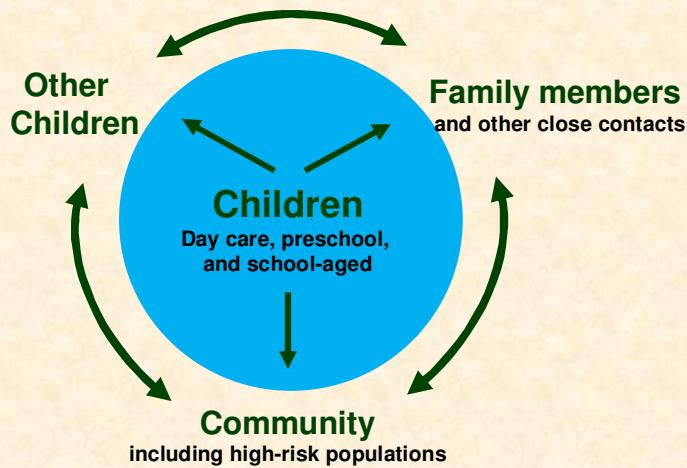 Other
Children
Family members
and other close contacts
Children
Day care, preschool,
and school-aged
Community
including high-risk populations